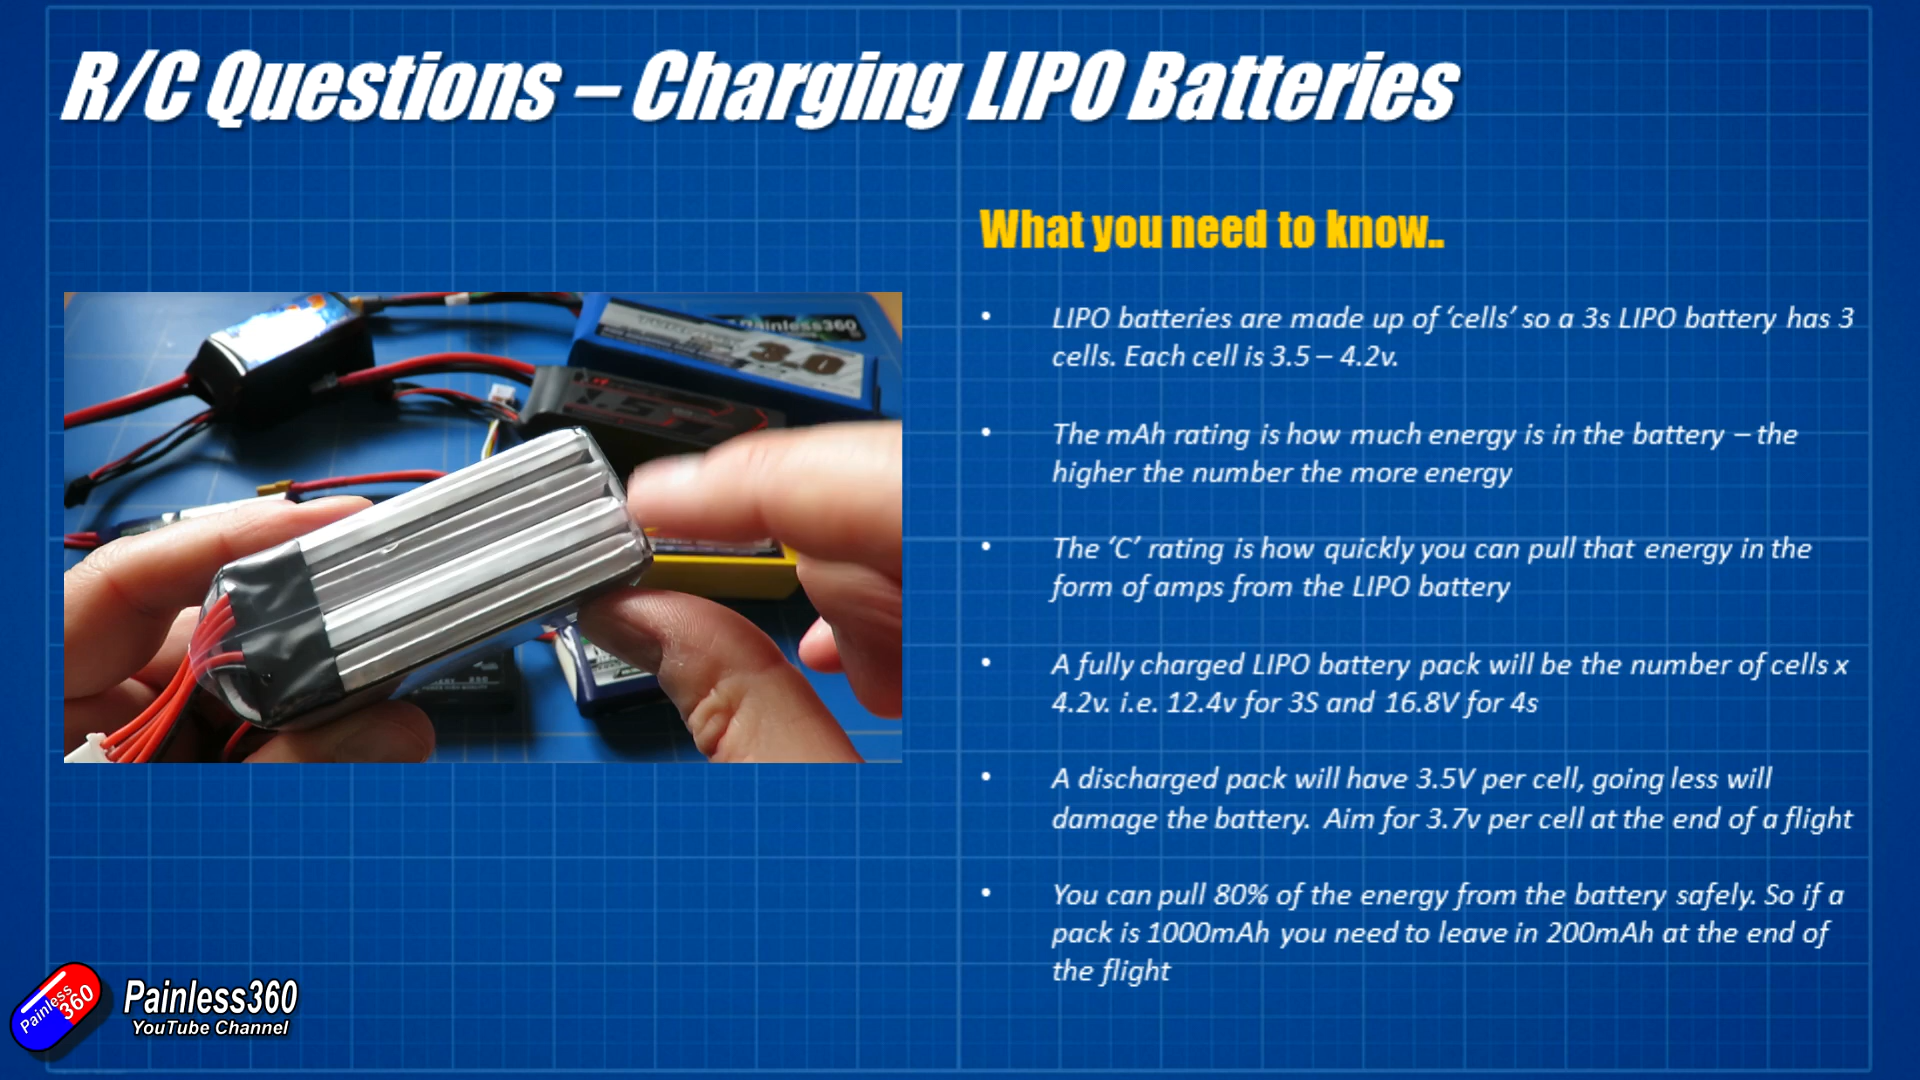 R/C Questions – Charging LIPO Batteries
What you need to know..
• LIPO batteries are made up of ‘cells’ so a 3s LIPO battery has 3
cells. Each cell is 3.5 – 4.2v.
• The mAh rating is how much energy is in the battery – the
higher the number the more energy
• The ‘C’ rating is how quickly you can pull that energy in the
form of amps from the LIPO battery
• A fully charged LIPO battery pack will be the number of cells x
4.2v. i.e. 12.4v for 3S and 16.8V for 4s
• A discharged pack will have 3.5V per cell, going less will
damage the battery. Aim for 3.7v per cell at the end of a flight
• You can pull 80% of the energy from the battery safely. So if a
pack is 1000mAh you need to leave in 200mAh at the end of
the flight
Painless360
3.0
Painless
360
Painless360
YouTube Channel